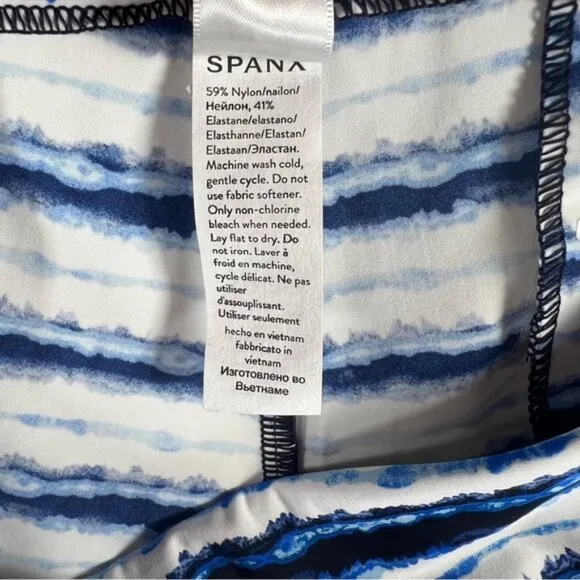 SPANX
59% Nylon/nailon/
Нейлон, 41%
Elastane/elastano/
Elasthanne/Elastan/
Elastaan/Эластан.
Machine wash cold,
gentle cycle. Do not
use fabric softener.
Only non-chlorine
bleach when needed.
Lay flat to dry. Do
not iron. Laver à
froid en machine,
cycle délicat. Ne pas
utiliser
d'assouplissant.
Utiliser seulement
hecho en vietnam
fabbricato in
vietnam
Изготовлено во
Вьетнаме